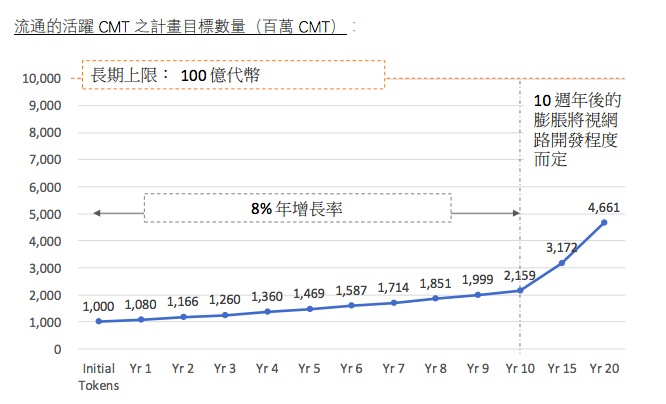 流通的活躍 CMT 之計畫目標數量（百萬 CMT）：
10,000
長期上限： 100 億代幣
9,000
8,000
7,000
6,000
5,000
4,000
3,000
2,000
1,000
0
10 週年後的
膨脹將視網
路開發程度
而定
8% 年增長率
1,000 1,080 1,166 1,260 1,360 1,469 1,587 1,714 1,851 1,999 2,159 3,172 4,661
Initial Yr 1 Yr 2 Yr 3 Yr 4 Yr 5 Yr 6 Yr 7 Yr 8 Yr 9 Yr 10 Yr 15 Yr 20
Tokens